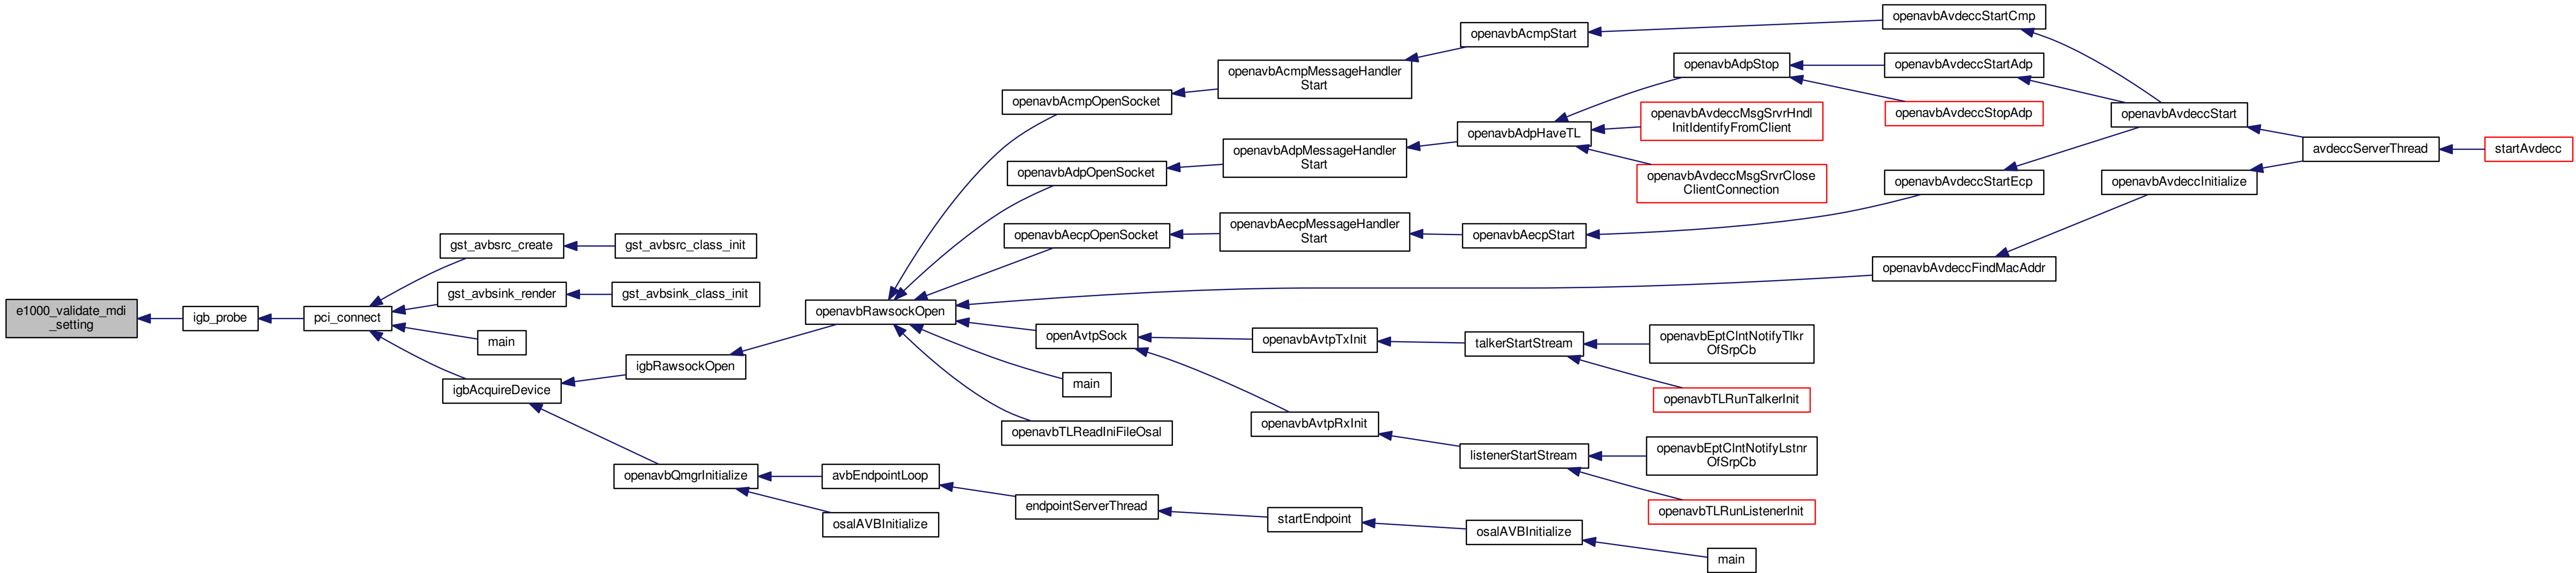 e1000_validate_mdi
_setting
igb_probe
pci_connect
gst_avbsrc_create
gst_avbsrc_class_init
gst_avbsink_render
gst_avbsink_class_init
main
igbAcquireDevice
igbRawsockOpen
openavbRawsockOpen
openavbAcmpOpenSocket
openavbAcmpMessageHandler
Start
openavbAcmpStart
openavbAvdeccStartCmp
openavbAvdeccStart
avdeccServerThread
startAvdecc
openavbAdpOpenSocket
openavbAdpMessageHandler
Start
openavbAdpHaveTL
openavbAdpStop
openavbAvdeccStartAdp
openavbAvdeccStopAdp
openavbAvdeccMsgSrvrHndl
InitIdentifyFromClient
openavbAvdeccMsgSrvrClose
ClientConnection
openavbAecpOpenSocket
openavbAecpMessageHandler
Start
openavbAecpStart
openavbAvdeccStartEcp
openavbAvdeccFindMacAddr
openavbAvdeccInitialize
openAvtpSock
openavbAvtpTxInit
talkerStartStream
openavbEptClntNotifyTlkr
OfSrpCb
openavbTLRunTalkerInit
openavbAvtpRxInit
listenerStartStream
openavbEptClntNotifyLstnr
OfSrpCb
openavbTLRunListenerInit
main
openavbTLReadIniFileOsal
openavbQmgrInitialize
avbEndpointLoop
endpointServerThread
startEndpoint
osalAVBInitialize
main
osalAVBInitialize